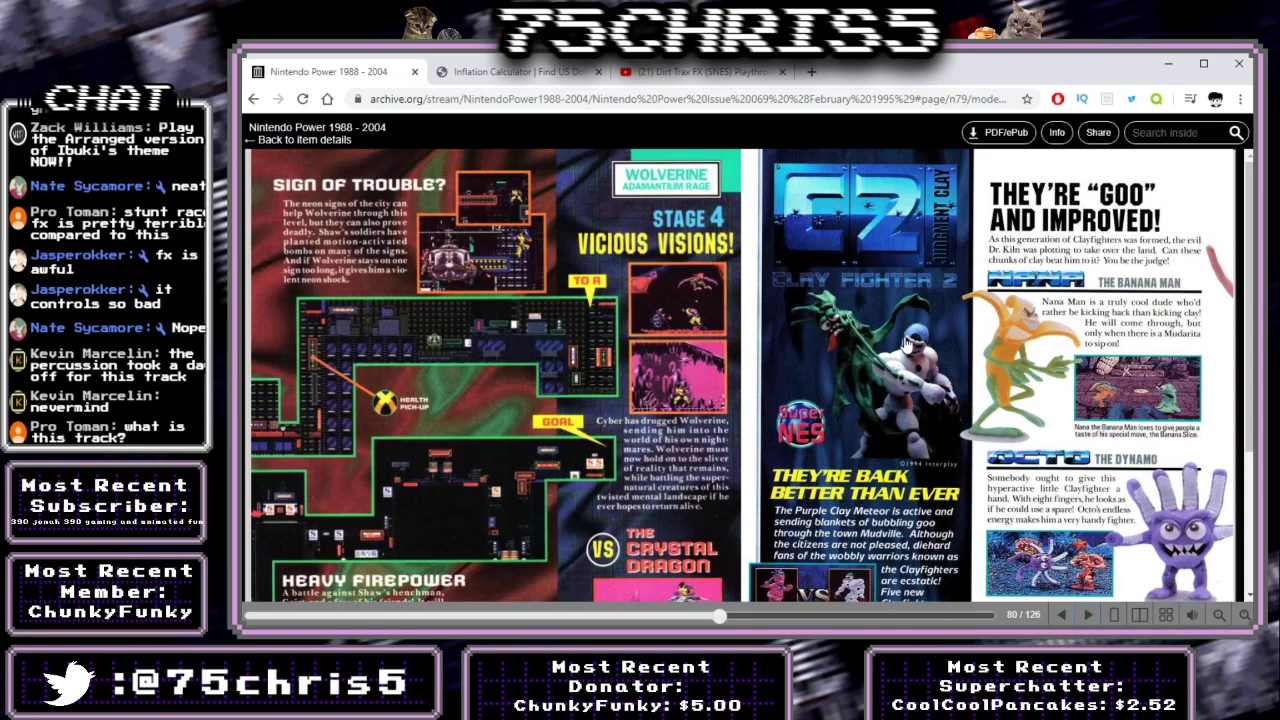 75CHRIS5
CHAT
Zack Williams: Play
the Arranged version
of Ibuki's theme
NOW!!
Nate Sycamore: neat
Pro Toman: stunt race
fx is pretty terribl
compared to this
Jasperokker: fx is
awful
Jasperokker: it
controls so bad
Nate Sycamore: Nope
Kevin Marcelin: the
percussion took a da
off for this track
Kevin Marcelin:
nevermind
Pro Toman: what is
this track?
Most Recent
Subscriber:
390 jonah 390 gaming and animated fun
Most Recent
Member:
ChunkyFunky
:@75chris5
Most Recent
Donator:
ChunkyFunky: $5.00
Most Recent
Superchatter:
CoolCoolPancakes: $2.52
Nintendo Power 1988 - 2004
Inflation Calculator | Find US Do
(21) Dirt Trax FX (SNES) Playthro
archive.org/stream/NintendoPower1988-2004/Nintendo%20Power%20Issue%20069%20%28February%201995%29#page/n79/mode...
Nintendo Power 1988 - 2004
← Back to item details
PDF/ePub
Info
Share
Search inside
SIGN OF TROUBLE?
The neon signs of the city can
help Wolverine through this
level, but they can also prove
deadly. Shaw's soldiers have
planted motion-activated
bombs on many of the signs.
And if Wolverine stays on one
sign too long, it gives him a vio-
lent neon shock.
WOLVERINE
ADAMANTIUM RAGE
STAGE 4
VICIOUS VISIONS!
TO A
HEALTH
PICK-UP
GOAL
Cyber has drugged Wolverine,
sending him into the
world of his own night-
mares. Wolverine must
now hold on to the sliver
of reality that remains,
while battling the super-
natural creatures of this
twisted mental landscape if he
ever hopes to return alive.
VS
THE
CRYSTAL
DRAGON
HEAVY FIREPOWER
A battle against Shaw's henchman,
JUDGMENT CLAY
CLAY FIGHTER 2
Super
NES
©1994 Interplay
THEY'RE BACK
BETTER THAN EVER
The Purple Clay Meteor is active and
sending blankets of bubbling goo
through the town Mudville. Although
the citizens are not pleased, diehard
fans of the wobbly warriors known as
the Clayfighters
are ecstatic!
Five new
VS
THEY'RE "GOO"
AND IMPROVED!
As this generation of Clayfighters was formed, the evil
Dr. Kiln was plotting to take over the land. Can these
chunks of clay beat him to it? You be the judge!
NANA THE BANANA MAN
Nana Man is a truly cool dude who'd
rather be kicking back than kicking clay!
He will come through, but
only when there is a Mudarita
to sip on!
Nana the Banana Man loves to give people a
taste of his special move, the Banana Slice.
OCTO THE DYNAMO
Somebody ought to give this
hyperactive little Clayfighter a
hand. With eight fingers, he looks as
if he could use a spare! Octo's endless
energy makes him a very handy fighter.
80 / 126